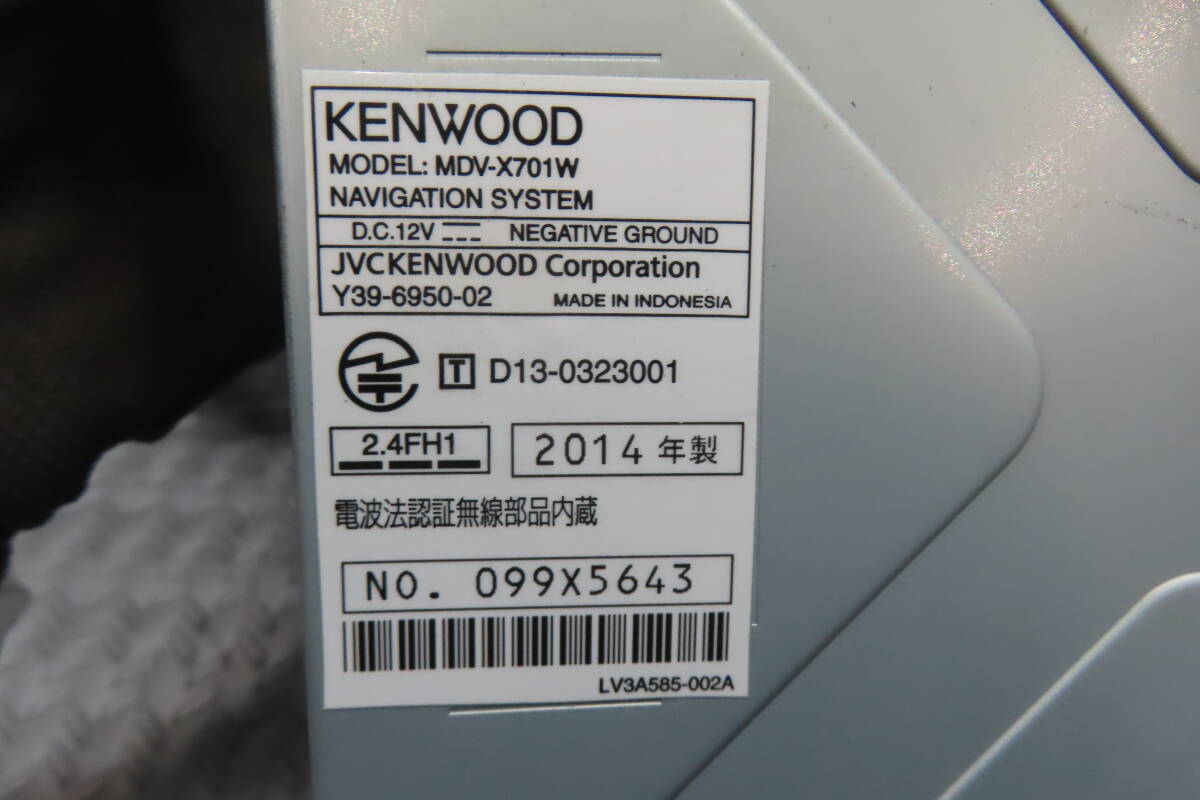 KENWOOD
MODEL: MDV-X701W
NAVIGATION SYSTEM
D.C.12V NEGATIVE GROUND
JVCKENWOOD Corporation
Y39-6950-02 MADE IN INDONESIA
T D13-0323001
2.4FH1 2014 年製
電波法認証無線部品内蔵
NO. 099X5643
LV3A585-002A